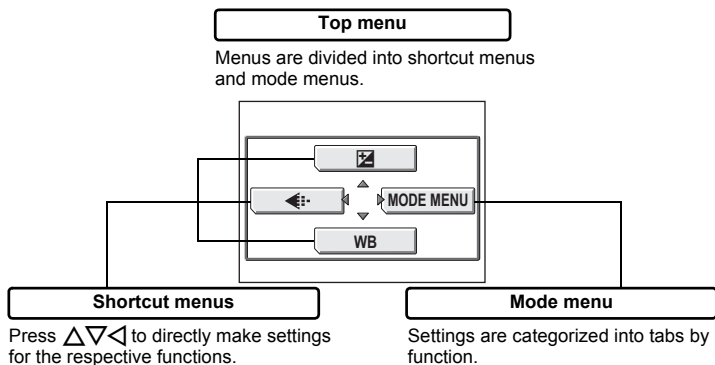 Top menu
Menus are divided into shortcut menus
and mode menus.
MODE MENU
WB
Shortcut menus
Press △▽◁ to directly make settings
for the respective functions.
Mode menu
Settings are categorized into tabs by
function.